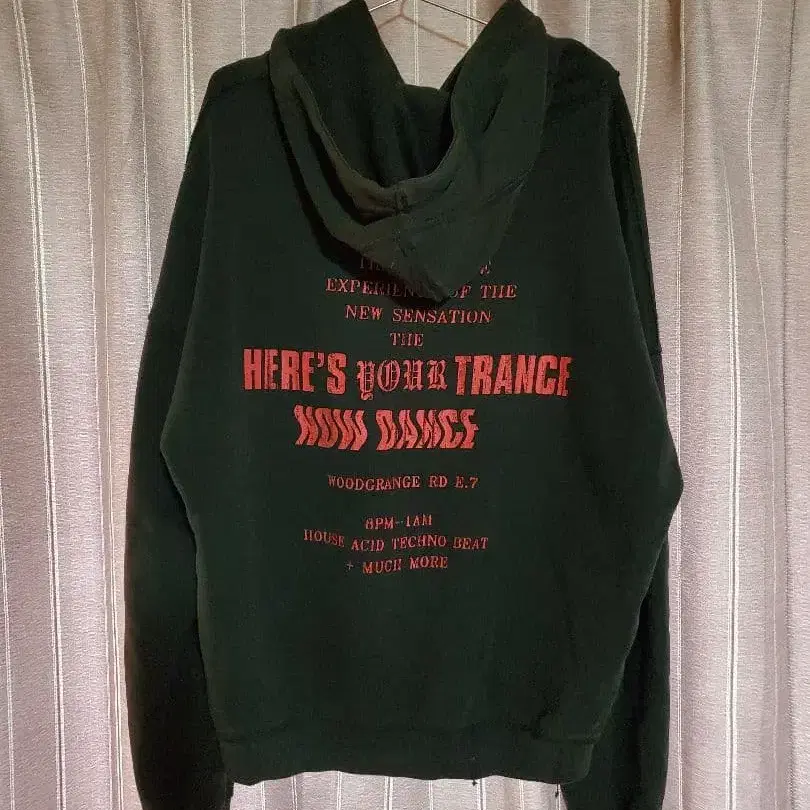 EXPERIENCE OF THE
NEW SENSATION
THE
HERE'S YOUR TRANCE
NOW DANCE
WOODGRANGE RD E.7
8PM-1AM
HOUSE ACID TECHNO BEAT
+ MUCH MORE